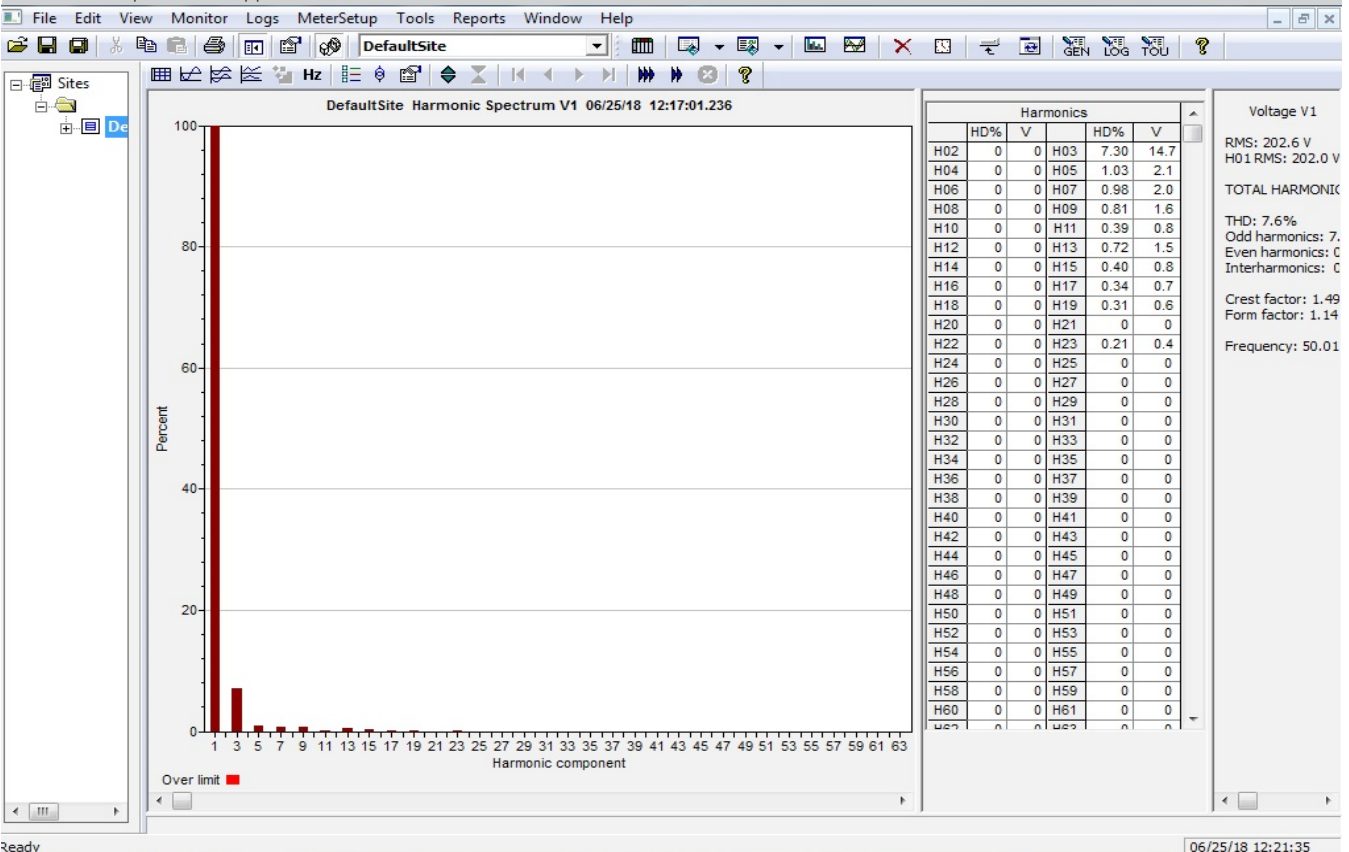 File Edit View Monitor Logs MeterSetup Tools Reports Window Help
DefaultSite
GEN LOG TOU
Sites
De
Hz
DefaultSite Harmonic Spectrum V1 06/25/18 12:17:01.236
100
80
60
40
20
0
Percent
1 3 5 7 9 11 13 15 17 19 21 23 25 27 29 31 33 35 37 39 41 43 45 47 49 51 53 55 57 59 61 63
Harmonic component
Over limit
Harmonics
HD% V HD% V
H02 0 0 H03 7.30 14.7
H04 0 0 H05 1.03 2.1
H06 0 0 H07 0.98 2.0
H08 0 0 H09 0.81 1.6
H10 0 0 H11 0.39 0.8
H12 0 0 H13 0.72 1.5
H14 0 0 H15 0.40 0.8
H16 0 0 H17 0.34 0.7
H18 0 0 H19 0.31 0.6
H20 0 0 H21 0 0
H22 0 0 H23 0.21 0.4
H24 0 0 H25 0 0
H26 0 0 H27 0 0
H28 0 0 H29 0 0
H30 0 0 H31 0 0
H32 0 0 H33 0 0
H34 0 0 H35 0 0
H36 0 0 H37 0 0
H38 0 0 H39 0 0
H40 0 0 H41 0 0
H42 0 0 H43 0 0
H44 0 0 H45 0 0
H46 0 0 H47 0 0
H48 0 0 H49 0 0
H50 0 0 H51 0 0
H52 0 0 H53 0 0
H54 0 0 H55 0 0
H56 0 0 H57 0 0
H58 0 0 H59 0 0
H60 0 0 H61 0 0
Voltage V1
RMS: 202.6 V
H01 RMS: 202.0 V
TOTAL HARMONI
THD: 7.6%
Odd harmonics: 7.
Even harmonics:
Interharmonics:
Crest factor: 1.49
Form factor: 1.14
Frequency: 50.01
Ready
06/25/18 12:21:35